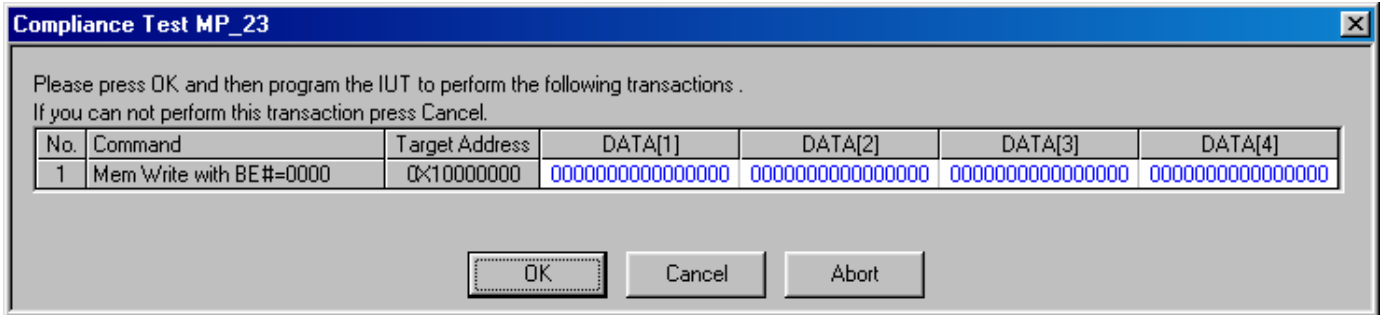 Compliance Test MP_23
Please press OK and then program the IUT to perform the following transactions .
If you can not perform this transaction press Cancel.
No. Command Target Address DATA[1] DATA[2] DATA[3] DATA[4]
1 Mem Write with BE#=0000 0X10000000 0000000000000000 0000000000000000 0000000000000000 0000000000000000
OK Cancel Abort